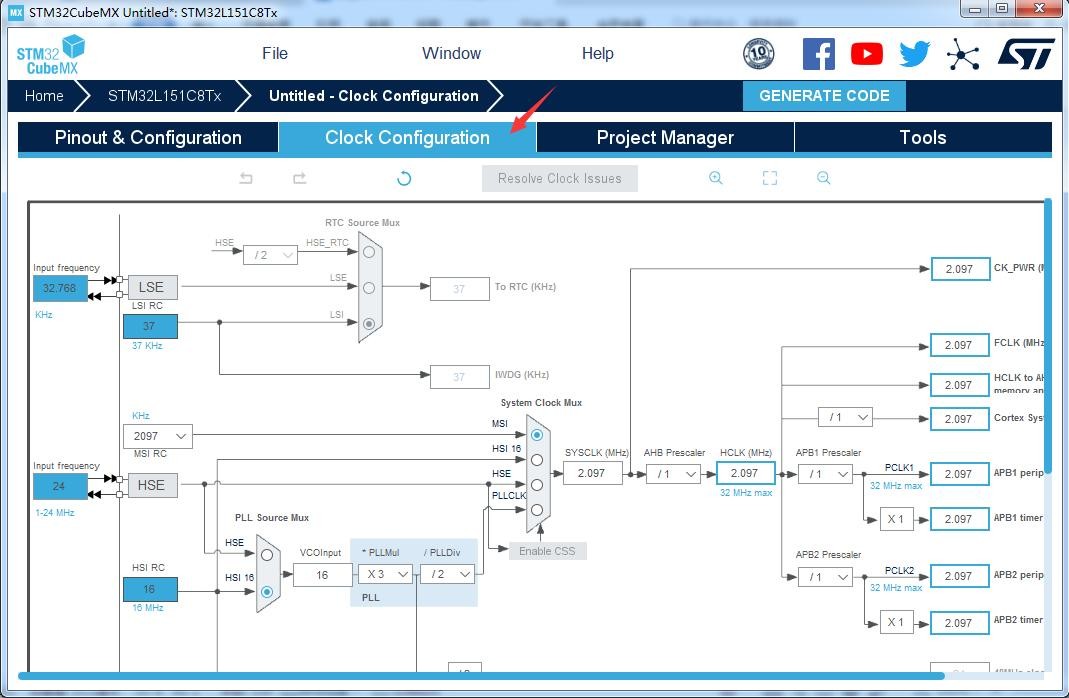 MX STM32CubeMX Untitled*: STM32L151C8Tx
STM32
CubeMX
File
Window
Help
10
Home
STM32L151C8Tx
Untitled - Clock Configuration
GENERATE CODE
Pinout & Configuration
Clock Configuration
Project Manager
Tools
Resolve Clock Issues
RTC Source Mux
HSE
/ 2
HSE_RTC
Input frequency
32.768
KHz
LSE
LSE
37
To RTC (KHz)
LSI RC
37
37 KHz
LSI
37
IWDG (KHz)
2.097
CK_PWR (
2.097
FCLK (MHz
2.097
HCLK to A
memory ap
/ 1
2.097
Cortex Sys
System Clock Mux
KHz
2097
MSI RC
MSI
HSI 16
HSE
PLLCLK
Input frequency
24
1-24 MHz
HSE
SYSCLK (MHz)
2.097
AHB Prescaler
/ 1
HCLK (MHz)
2.097
32 MHz max
APB1 Prescaler
/ 1
PCLK1
32 MHz max
2.097
APB1 perip
X 1
2.097
APB1 timer
Enable CSS
PLL Source Mux
HSE
HSI 16
HSI RC
16
16 MHz
VCOInput
16
* PLLMul
X 3
/ PLLDiv
/ 2
PLL
APB2 Prescaler
/ 1
PCLK2
32 MHz max
2.097
APB2 perip
X 1
2.097
APB2 timer